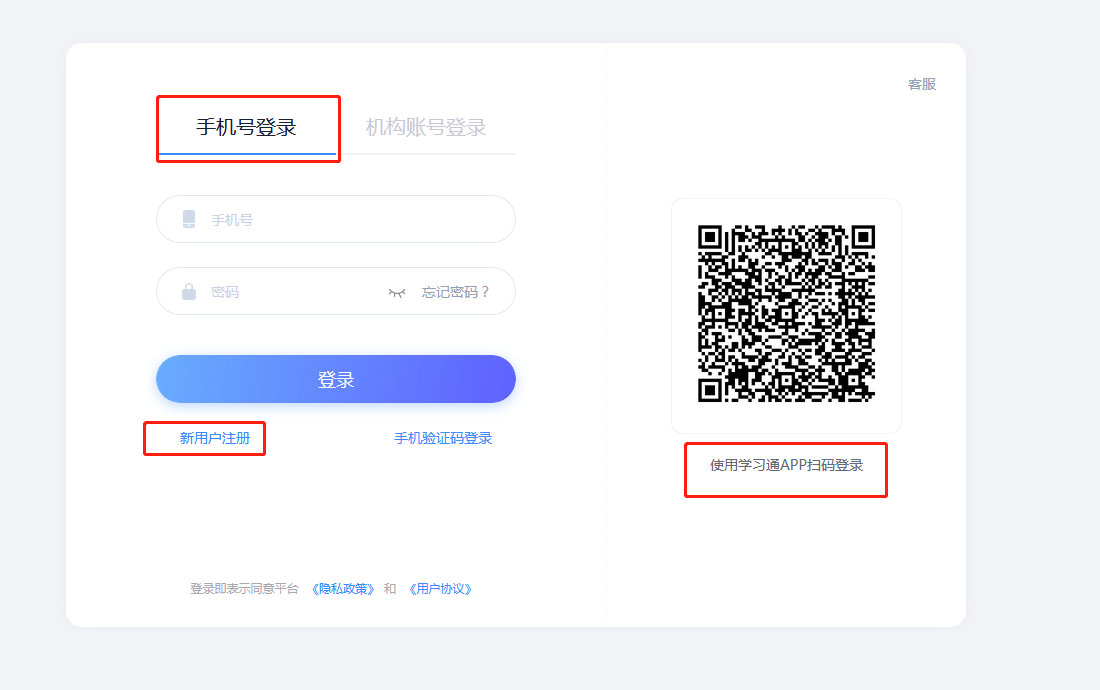 客服
手机号登录
机构账号登录
手机号
密码
忘记密码？
登录
新用户注册
手机验证码登录
使用学习通APP扫码登录
登录即表示同意平台 《隐私政策》 和 《用户协议》